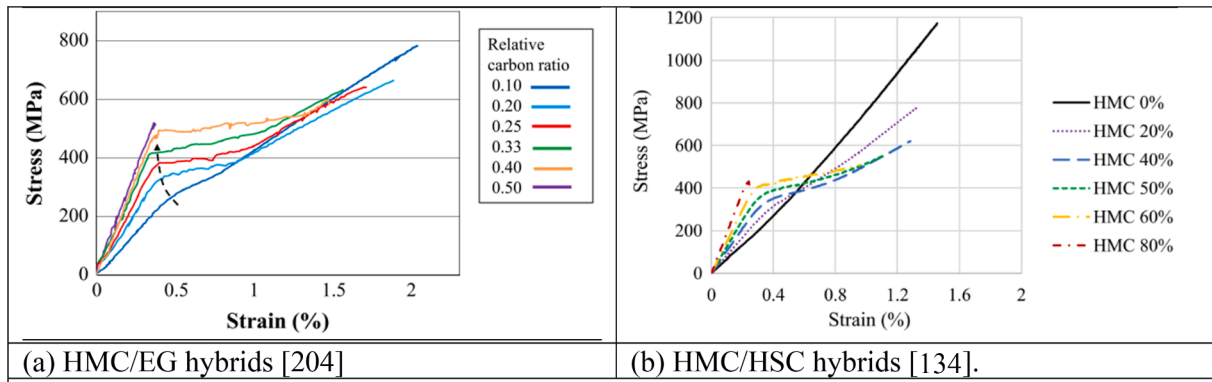 800
600
400
200
0
Stress (MPa)
0
0.5
1
1.5
2
Strain (%)
Relative
carbon ratio
0.10
0.20
0.25
0.33
0.40
0.50
(a) HMC/EG hybrids [204]
1200
1000
800
600
400
200
0
Stress (MPa)
0
0.4
0.8
1.2
1.6
2
Strain (%)
HMC 0%
HMC 20%
HMC 40%
HMC 50%
HMC 60%
HMC 80%
(b) HMC/HSC hybrids [134].